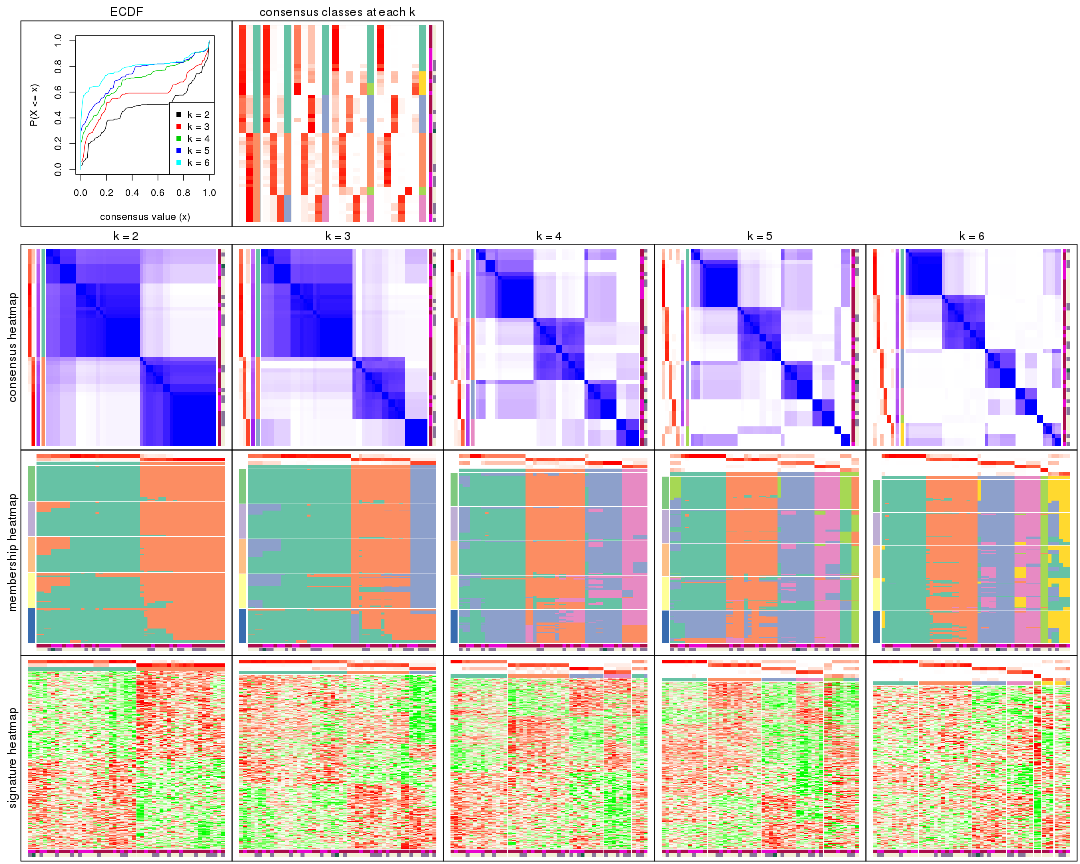 ECDF
consensus classes at each k
P(X <= x)
0.0 0.2 0.4 0.6 0.8 1.0
k = 2
k = 3
k = 4
k = 5
k = 6
0.0 0.2 0.4 0.6 0.8 1.0
consensus value (x)
k = 2 k = 3 k = 4 k = 5 k = 6
consensus heatmap
membership heatmap
signature heatmap